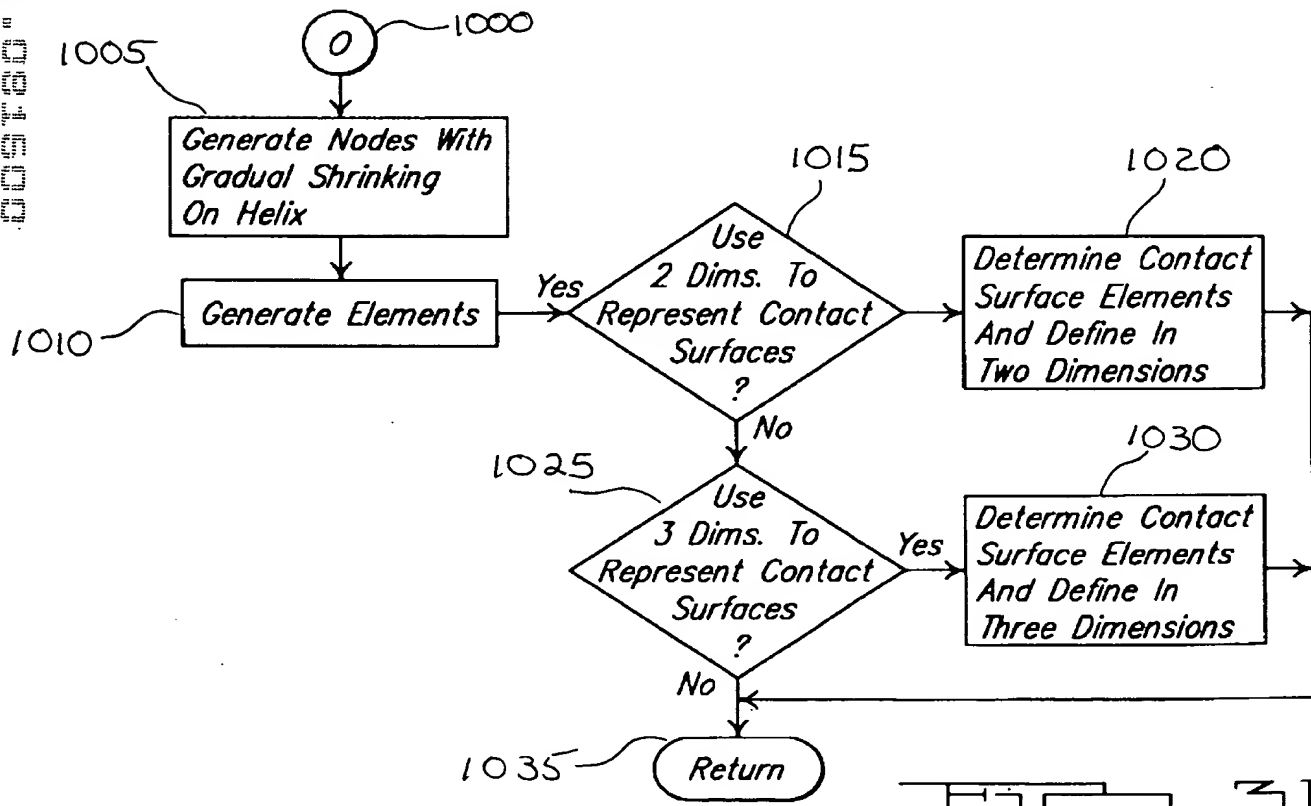 1000
O
1005
Generate Nodes With
Gradual Shrinking
On Helix
1010
Generate Elements
Yes
1015
Use
2 Dims. To
Represent Contact
Surfaces
?
No
1020
Determine Contact
Surface Elements
And Define In
Two Dimensions
1025
Use
3 Dims. To
Represent Contact
Surfaces
?
Yes
No
1030
Determine Contact
Surface Elements
And Define In
Three Dimensions
1035
Return